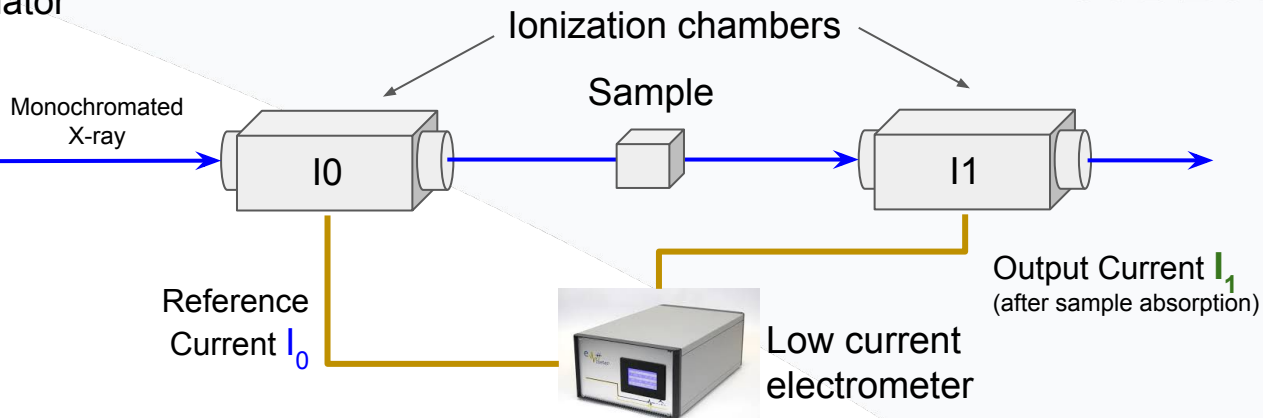 Ionization chambers
Monochromated
X-ray
Sample
I0
I1
Reference
Current I₀
Output Current I₁
(after sample absorption)
Low current
electrometer